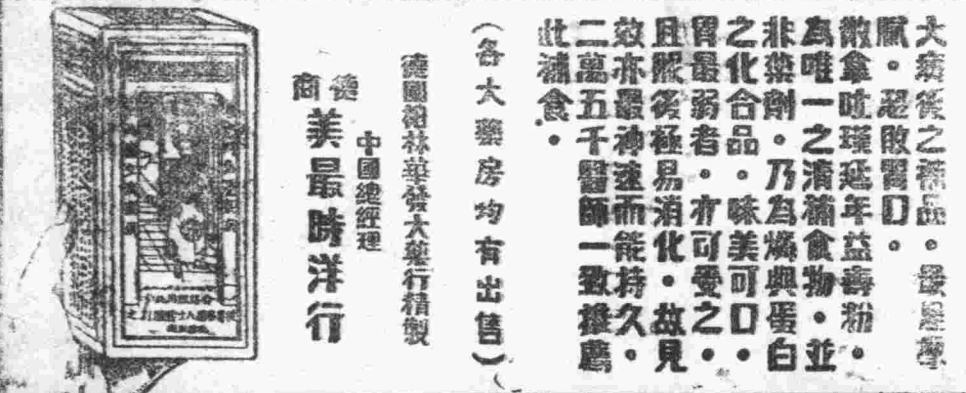 大病後之補品。最忌厚
膩。恐敗胃口。
散拿吐瑾延年益壽粉。
為唯一之清補食物。並
非藥劑。乃為燐與蛋白
之化合品。味美可口。
胃最弱者。亦可受之。
且服後極易消化。故見
效亦最神速而能持久。
二萬五千醫師一致推薦
此補食。
（各大藥房均有出售）
德國柏林華發大藥行精製
中國總經理
德商
美最時洋行